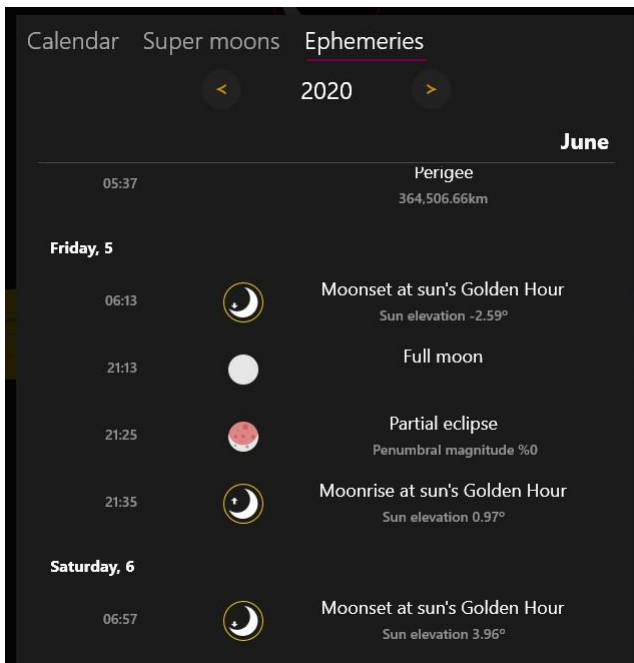 Calendar Super moons Ephemeries
< 2020 >
June
05:37 Perigee
364,506.66km
Friday, 5
06:13 Moonset at sun's Golden Hour
Sun elevation -2.59º
21:13 Full moon
21:25 Partial eclipse
Penumbral magnitude %0
21:35 Moonrise at sun's Golden Hour
Sun elevation 0.97º
Saturday, 6
06:57 Moonset at sun's Golden Hour
Sun elevation 3.96º